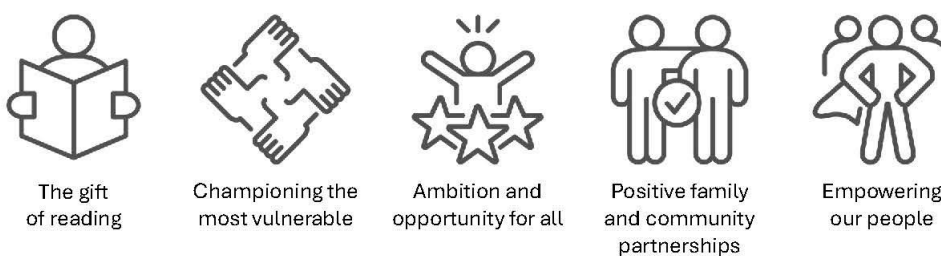 The gift
of reading
Championing the
most vulnerable
Ambition and
opportunity for all
Positive family
and community
partnerships
Empowering
our people